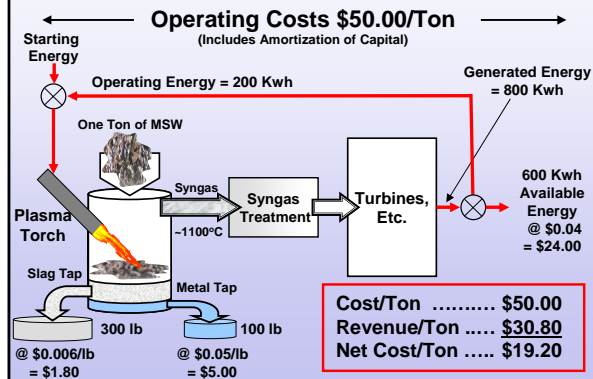 Operating Costs $50.00/Ton
(Includes Amortization of Capital)
Starting
Energy
Operating Energy = 200 Kwh
Generated Energy
= 800 Kwh
One Ton of MSW
Syngas
~1100°C
Syngas
Treatment
Turbines,
Etc.
600 Kwh
Available
Energy
@ $0.04
= $24.00
Plasma
Torch
Slag Tap
Metal Tap
300 lb
100 lb
@ $0.006/lb
= $1.80
@ $0.05/lb
= $5.00
Cost/Ton .......... $50.00
Revenue/Ton ..... $30.80
Net Cost/Ton ..... $19.20